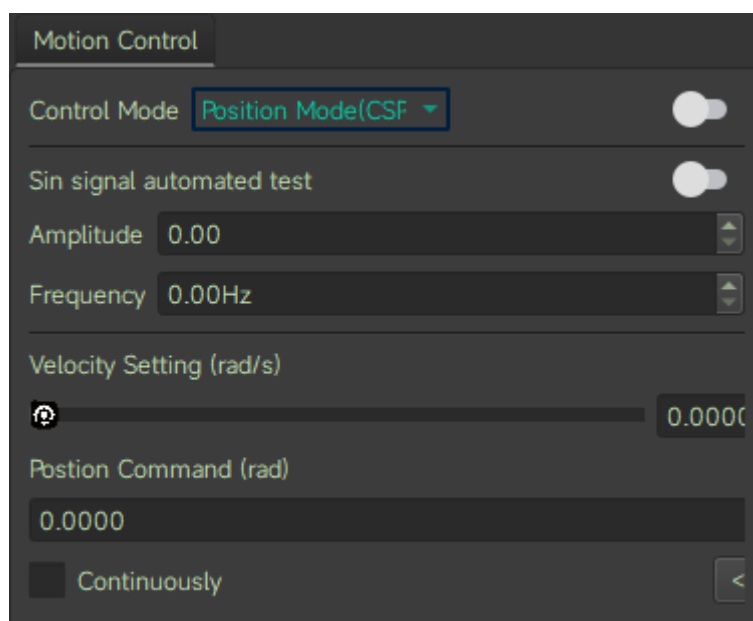 Motion Control
Control Mode Position Mode(CSP
Sin signal automated test
Amplitude 0.00
Frequency 0.00Hz
Velocity Setting (rad/s)
0.0000
Postion Command (rad)
0.0000
Continuously <